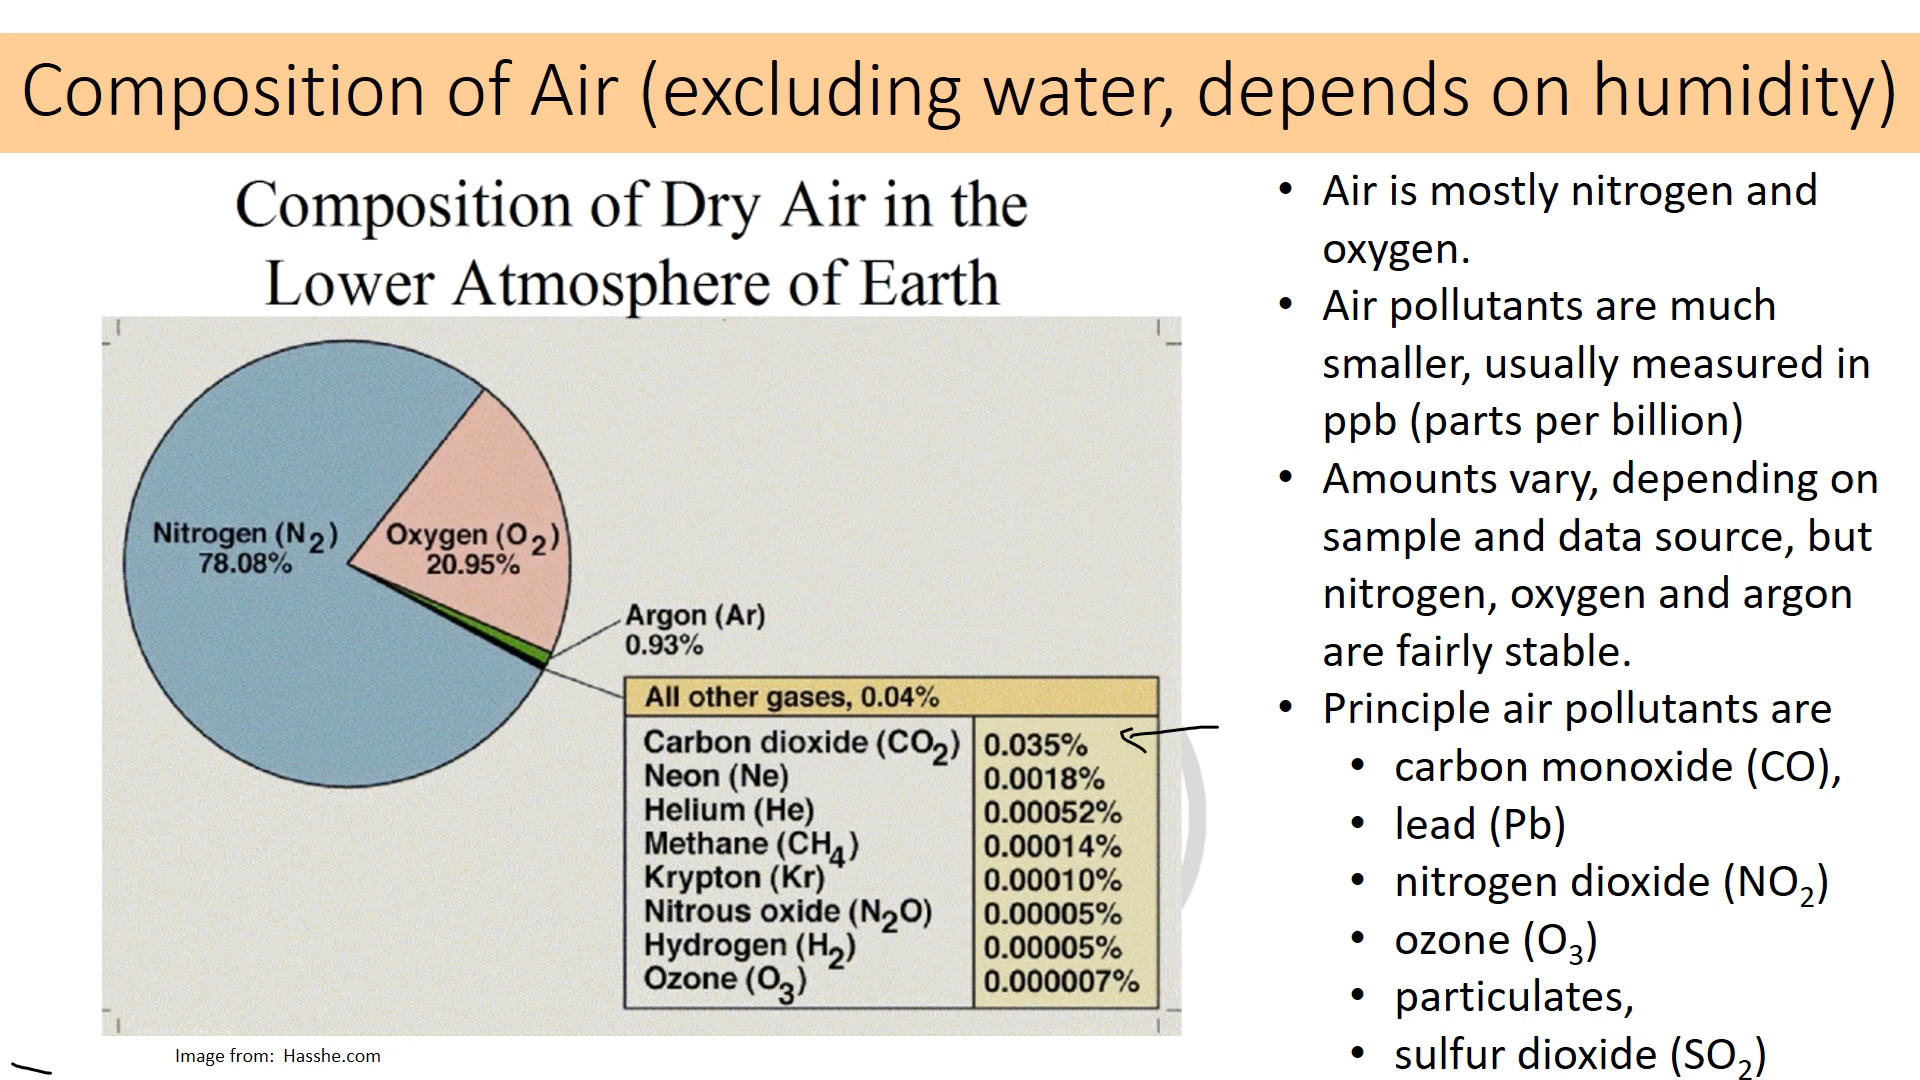 Composition of Air (excluding water, depends on humidity)
Composition of Dry Air in the
Lower Atmosphere of Earth
Nitrogen (N₂)
78.08%
Oxygen (O₂)
20.95%
Argon (Ar)
0.93%
All other gases, 0.04%
Carbon dioxide (CO₂) 0.035%
Neon (Ne) 0.0018%
Helium (He) 0.00052%
Methane (CH₄) 0.00014%
Krypton (Kr) 0.00010%
Nitrous oxide (N₂O) 0.00005%
Hydrogen (H₂) 0.00005%
Ozone (O₃) 0.000007%
Image from: Hasshe.com
• Air is mostly nitrogen and
oxygen.
• Air pollutants are much
smaller, usually measured in
ppb (parts per billion)
• Amounts vary, depending on
sample and data source, but
nitrogen, oxygen and argon
are fairly stable.
• Principle air pollutants are
• carbon monoxide (CO),
• lead (Pb)
• nitrogen dioxide (NO₂)
• ozone (O₃)
• particulates,
• sulfur dioxide (SO₂)